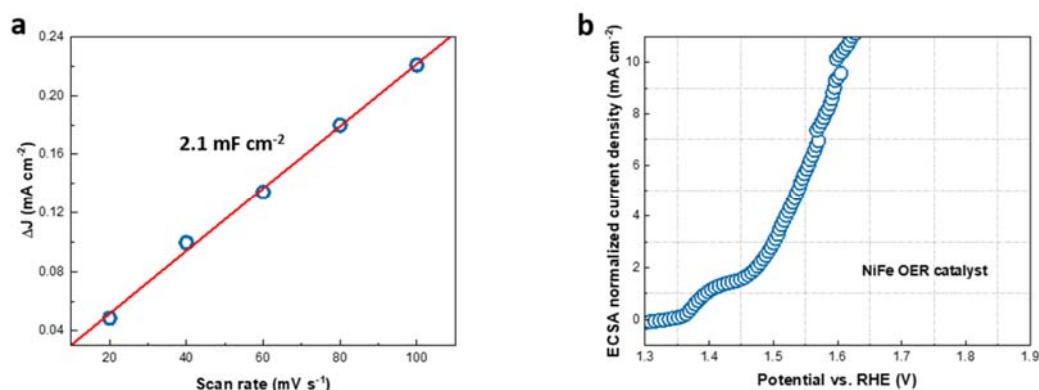 a
ΔJ (mA cm-2)
0.24
0.20
0.16
0.12
0.08
0.04
2.1 mF cm-2
20 40 60 80 100
Scan rate (mV s-1)
b
ECSA normalized current density (mA cm-2)
10
8
6
4
2
0
NiFe OER catalyst
1.3 1.4 1.5 1.6 1.7 1.8 1.9
Potential vs. RHE (V)